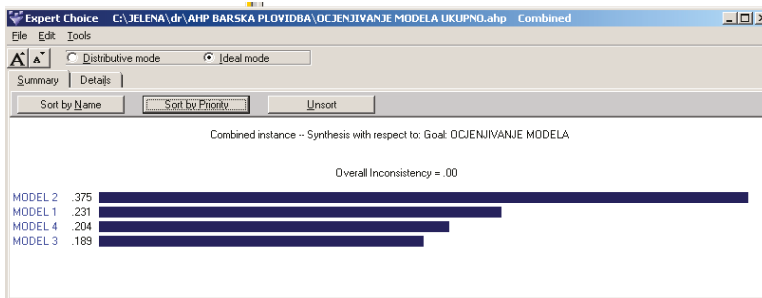 Expert Choice C:\JELENA\dr\AHP BARSKA PLOVIDBA\OCJENJIVANJE MODELA UKUPNO.ahp Combined
File Edit Tools
A A Distributive mode Ideal mode
Summary Details
Sort by Name Sort by Priority Unsort
Combined instance -- Synthesis with respect to: Goal: OCJENJIVANJE MODELA
Overall Inconsistency = .00
MODEL 2 .375
MODEL 1 .231
MODEL 4 .204
MODEL 3 .189